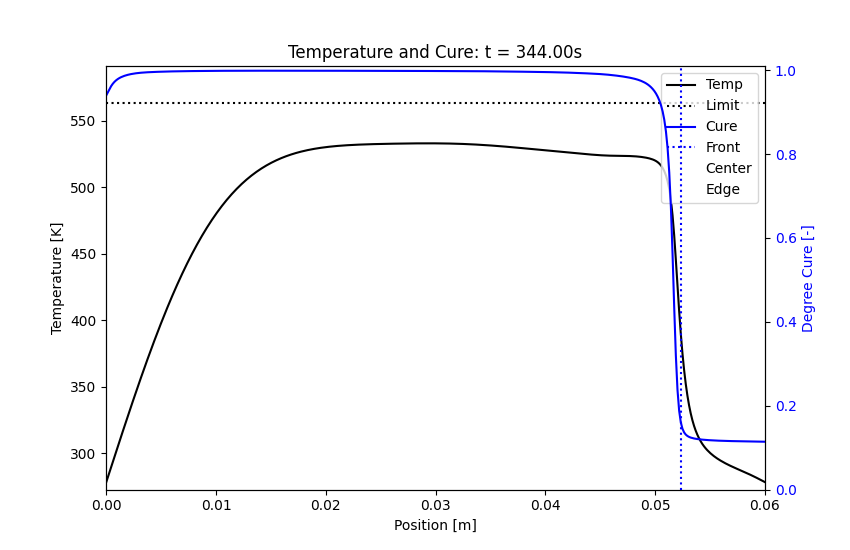 Temperature and Cure: t = 344.00s
Temp
Limit
Cure
Front
Center
Edge
Temperature [K]
550
500
450
400
350
300
1.0
0.8
0.6
0.4
0.2
0.0
Degree Cure [-]
0.00 0.01 0.02 0.03 0.04 0.05 0.06
Position [m]